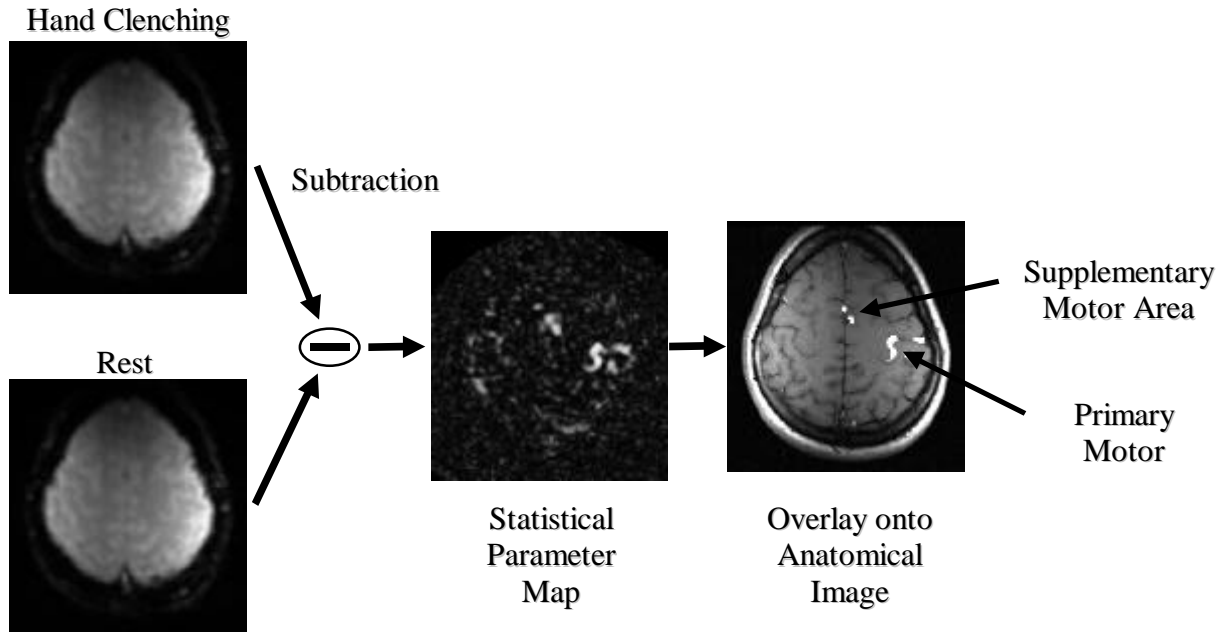 Hand Clenching
Subtraction
Rest
Statistical
Parameter
Map
Overlay onto
Anatomical
Image
Supplementary
Motor Area
Primary
Motor